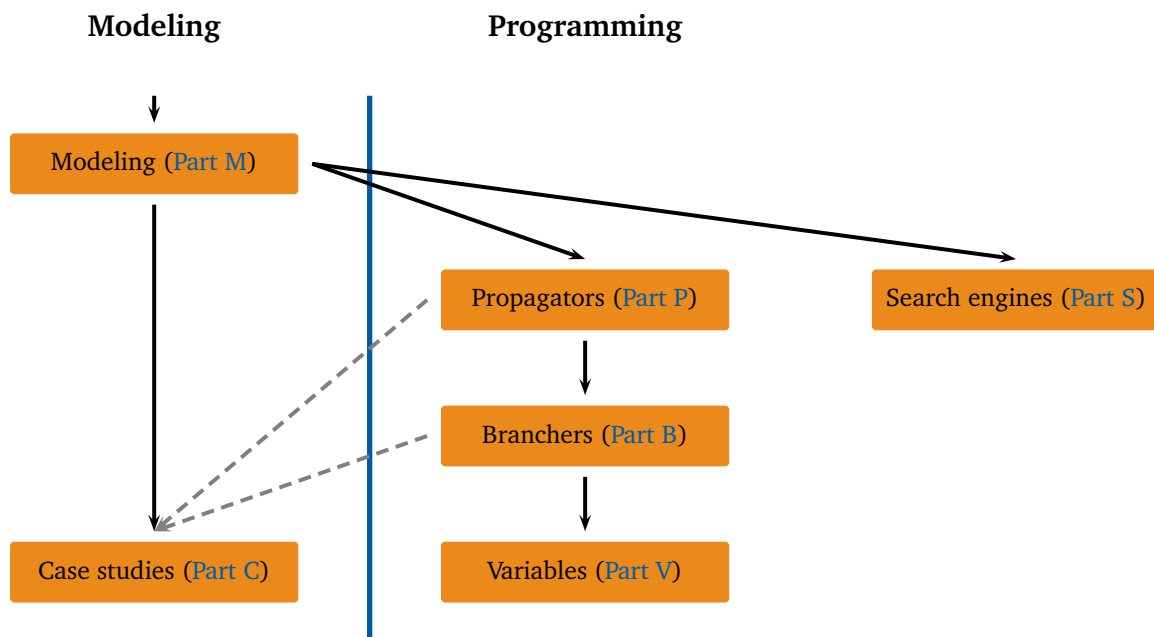 Modeling
Programming
Modeling (Part M)
Propagators (Part P)
Search engines (Part S)
Branchers (Part B)
Case studies (Part C)
Variables (Part V)